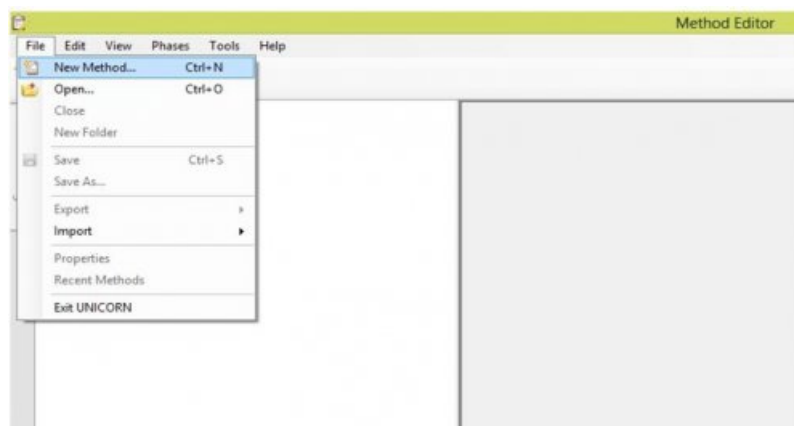 Method Editor
File Edit View Phases Tools Help
New Method... Ctrl+N
Open... Ctrl+O
Close
New Folder
Save Ctrl+S
Save As...
Export
Import
Properties
Recent Methods
Exit UNICORN